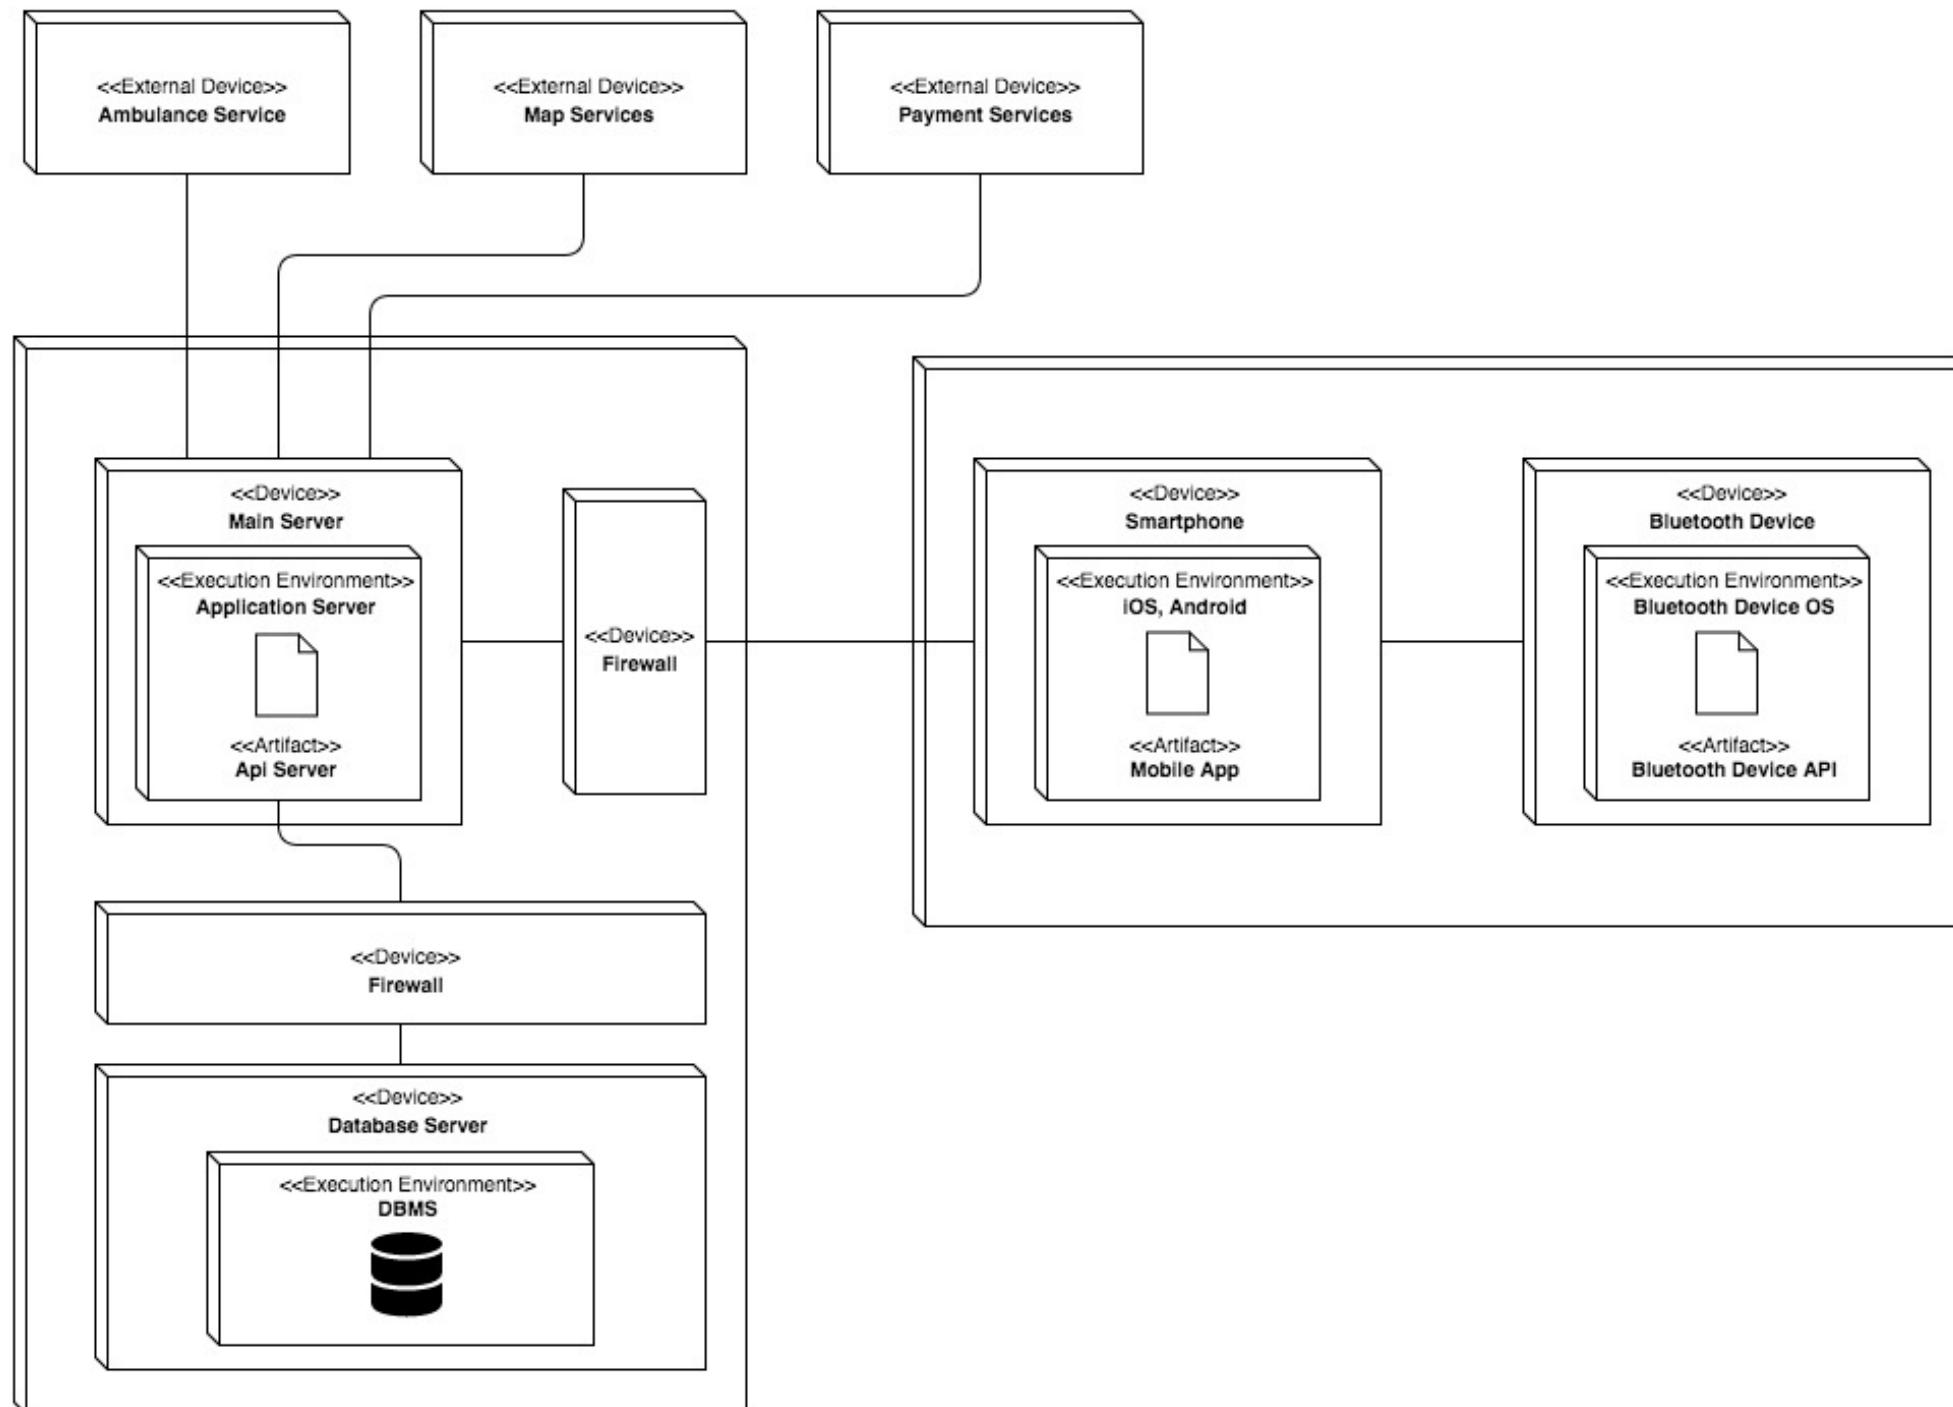 <<External Device>>
Ambulance Service
<<External Device>>
Map Services
<<External Device>>
Payment Services
<<Device>>
Main Server
<<Execution Environment>>
Application Server
<<Artifact>>
Api Server
<<Device>>
Firewall
<<Device>>
Smartphone
<<Execution Environment>>
iOS, Android
<<Artifact>>
Mobile App
<<Device>>
Bluetooth Device
<<Execution Environment>>
Bluetooth Device OS
<<Artifact>>
Bluetooth Device API
<<Device>>
Firewall
<<Device>>
Database Server
<<Execution Environment>>
DBMS